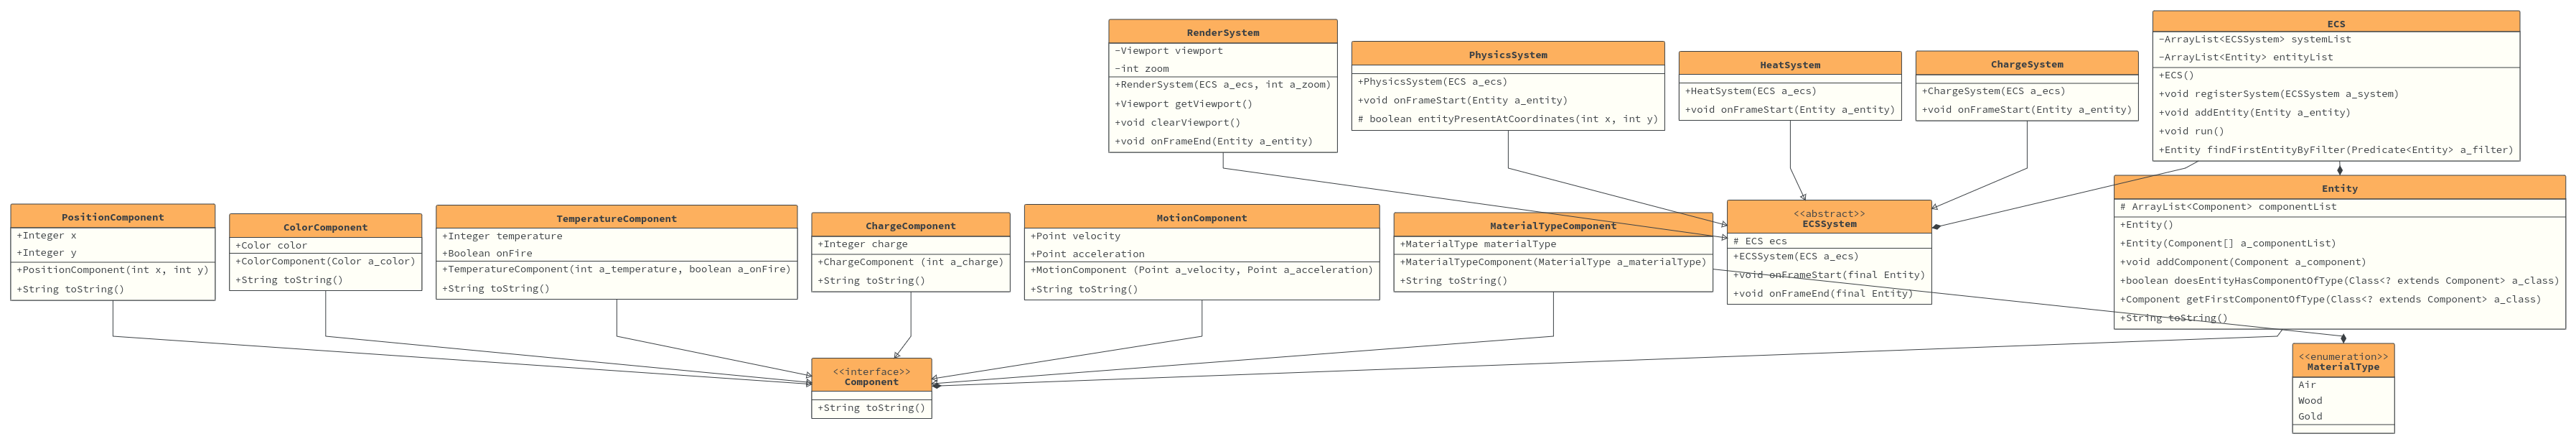 RenderSystem
-Viewport viewport
-int zoom
+RenderSystem(ECS a_ecs, int a_zoom)
+Viewport getViewport()
+void clearViewport()
+void onFrameEnd(Entity a_entity)
PhysicsSystem
+PhysicsSystem(ECS a_ecs)
+void onFrameStart(Entity a_entity)
# boolean entityPresentAtCoordinates(int x, int y)
HeatSystem
+HeatSystem(ECS a_ecs)
+void onFrameStart(Entity a_entity)
ChargeSystem
+ChargeSystem(ECS a_ecs)
+void onFrameStart(Entity a_entity)
ECS
-ArrayList<ECSSystem> systemList
-ArrayList<Entity> entityList
+ECS()
+void registerSystem(ECSSystem a_system)
+void addEntity(Entity a_entity)
+void run()
+Entity findFirstEntityByFilter(Predicate<Entity> a_filter)
PositionComponent
+Integer x
+Integer y
+PositionComponent(int x, int y)
+String toString()
ColorComponent
+Color color
+ColorComponent(Color a_color)
+String toString()
TemperatureComponent
+Integer temperature
+Boolean onFire
+TemperatureComponent(int a_temperature, boolean a_onFire)
+String toString()
ChargeComponent
+Integer charge
+ChargeComponent (int a_charge)
+String toString()
MotionComponent
+Point velocity
+Point acceleration
+MotionComponent (Point a_velocity, Point a_acceleration)
+String toString()
MaterialTypeComponent
+MaterialType materialType
+MaterialTypeComponent(MaterialType a_materialType)
+String toString()
<<abstract>>
ECSSystem
# ECS ecs
+ECSSystem(ECS a_ecs)
+void onFrameStart(final Entity)
+void onFrameEnd(final Entity)
Entity
# ArrayList<Component> componentList
+Entity()
+Entity(Component[] a_componentList)
+void addComponent(Component a_component)
+boolean doesEntityHasComponentOfType(Class<? extends Component> a_class)
+Component getFirstComponentOfType(Class<? extends Component> a_class)
+String toString()
<<interface>>
Component
+String toString()
<<enumeration>>
MaterialType
Air
Wood
Gold